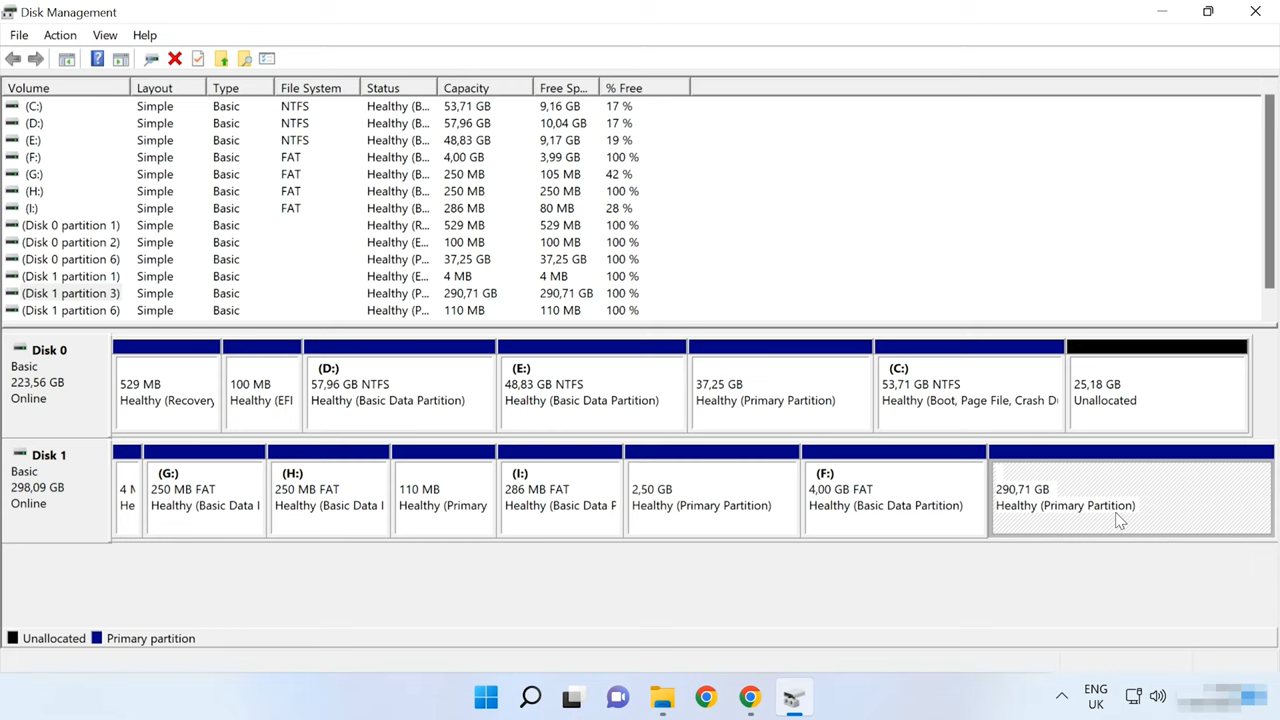 Disk Management
File Action View Help
Volume Layout Type File System Status Capacity Free Sp... % Free
(C:) Simple Basic NTFS Healthy (B... 53,71 GB 9,16 GB 17 %
(D:) Simple Basic NTFS Healthy (B... 57,96 GB 10,04 GB 17 %
(E:) Simple Basic NTFS Healthy (B... 48,83 GB 9,17 GB 19 %
(F:) Simple Basic FAT Healthy (B... 4,00 GB 3,99 GB 100 %
(G:) Simple Basic FAT Healthy (B... 250 MB 105 MB 42 %
(H:) Simple Basic FAT Healthy (B... 250 MB 250 MB 100 %
(I:) Simple Basic FAT Healthy (B... 286 MB 80 MB 28 %
(Disk 0 partition 1) Simple Basic Healthy (R... 529 MB 529 MB 100 %
(Disk 0 partition 2) Simple Basic Healthy (E... 100 MB 100 MB 100 %
(Disk 0 partition 6) Simple Basic Healthy (P... 37,25 GB 37,25 GB 100 %
(Disk 1 partition 1) Simple Basic Healthy (E... 4 MB 4 MB 100 %
(Disk 1 partition 3) Simple Basic Healthy (P... 290,71 GB 290,71 GB 100 %
(Disk 1 partition 6) Simple Basic Healthy (P... 110 MB 110 MB 100 %
Disk 0
Basic
223,56 GB
Online
529 MB
Healthy (Recovery
100 MB
Healthy (EFI
(D:)
57,96 GB NTFS
Healthy (Basic Data Partition)
(E:)
48,83 GB NTFS
Healthy (Basic Data Partition)
37,25 GB
Healthy (Primary Partition)
(C:)
53,71 GB NTFS
Healthy (Boot, Page File, Crash D
25,18 GB
Unallocated
Disk 1
Basic
298,09 GB
Online
4 M
He
(G:)
250 MB FAT
Healthy (Basic Data
(H:)
250 MB FAT
Healthy (Basic Data
110 MB
Healthy (Primary
(I:)
286 MB FAT
Healthy (Basic Data P
2,50 GB
Healthy (Primary Partition)
(F:)
4,00 GB FAT
Healthy (Basic Data Partition)
290,71 GB
Healthy (Primary Partition)
Unallocated Primary partition
ENG
UK